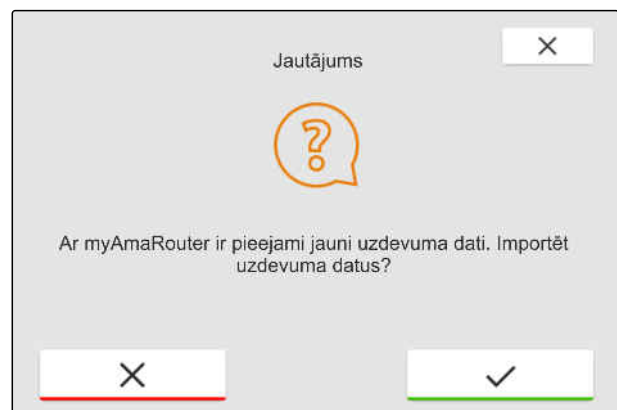 Jautājums
Ar myAmaRouter ir pieejami jauni uzdevuma dati. Importēt
uzdevuma datus?